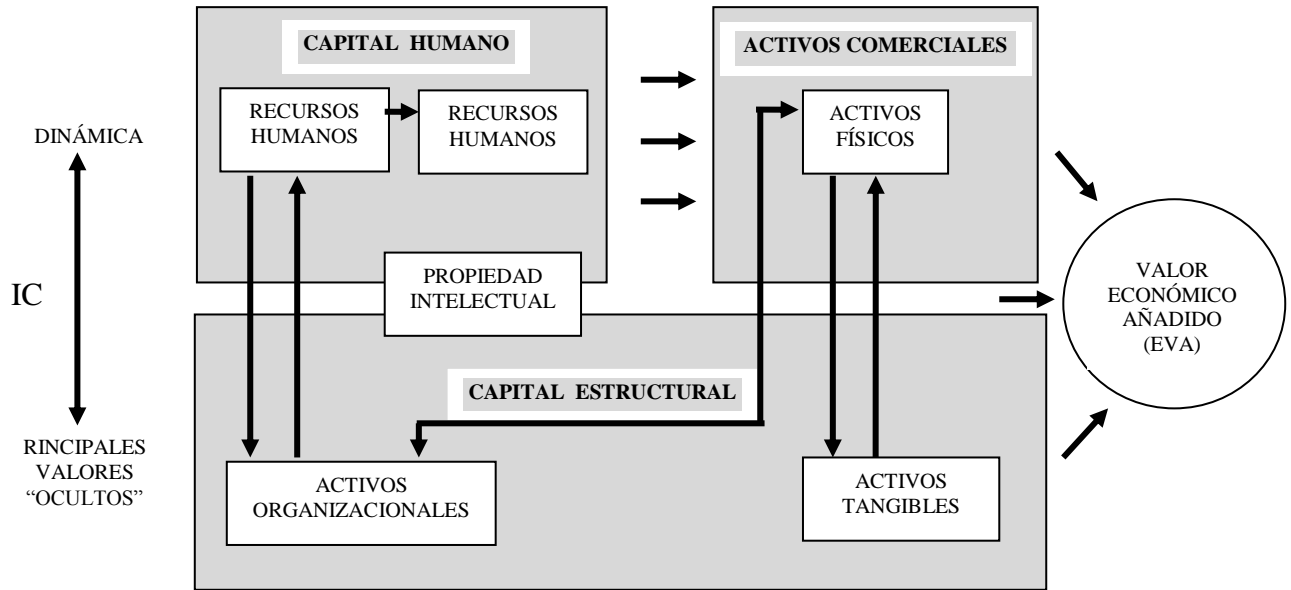 CAPITAL HUMANO
ACTIVOS COMERCIALES
RECURSOS
HUMANOS
RECURSOS
HUMANOS
ACTIVOS
FÍSICOS
DINÁMICA
IC
RINCIPALES
VALORES
“OCULTOS”
PROPIEDAD
INTELECTUAL
CAPITAL ESTRUCTURAL
ACTIVOS
ORGANIZACIONALES
ACTIVOS
TANGIBLES
VALOR
ECONÓMICO
AÑADIDO
(EVA)